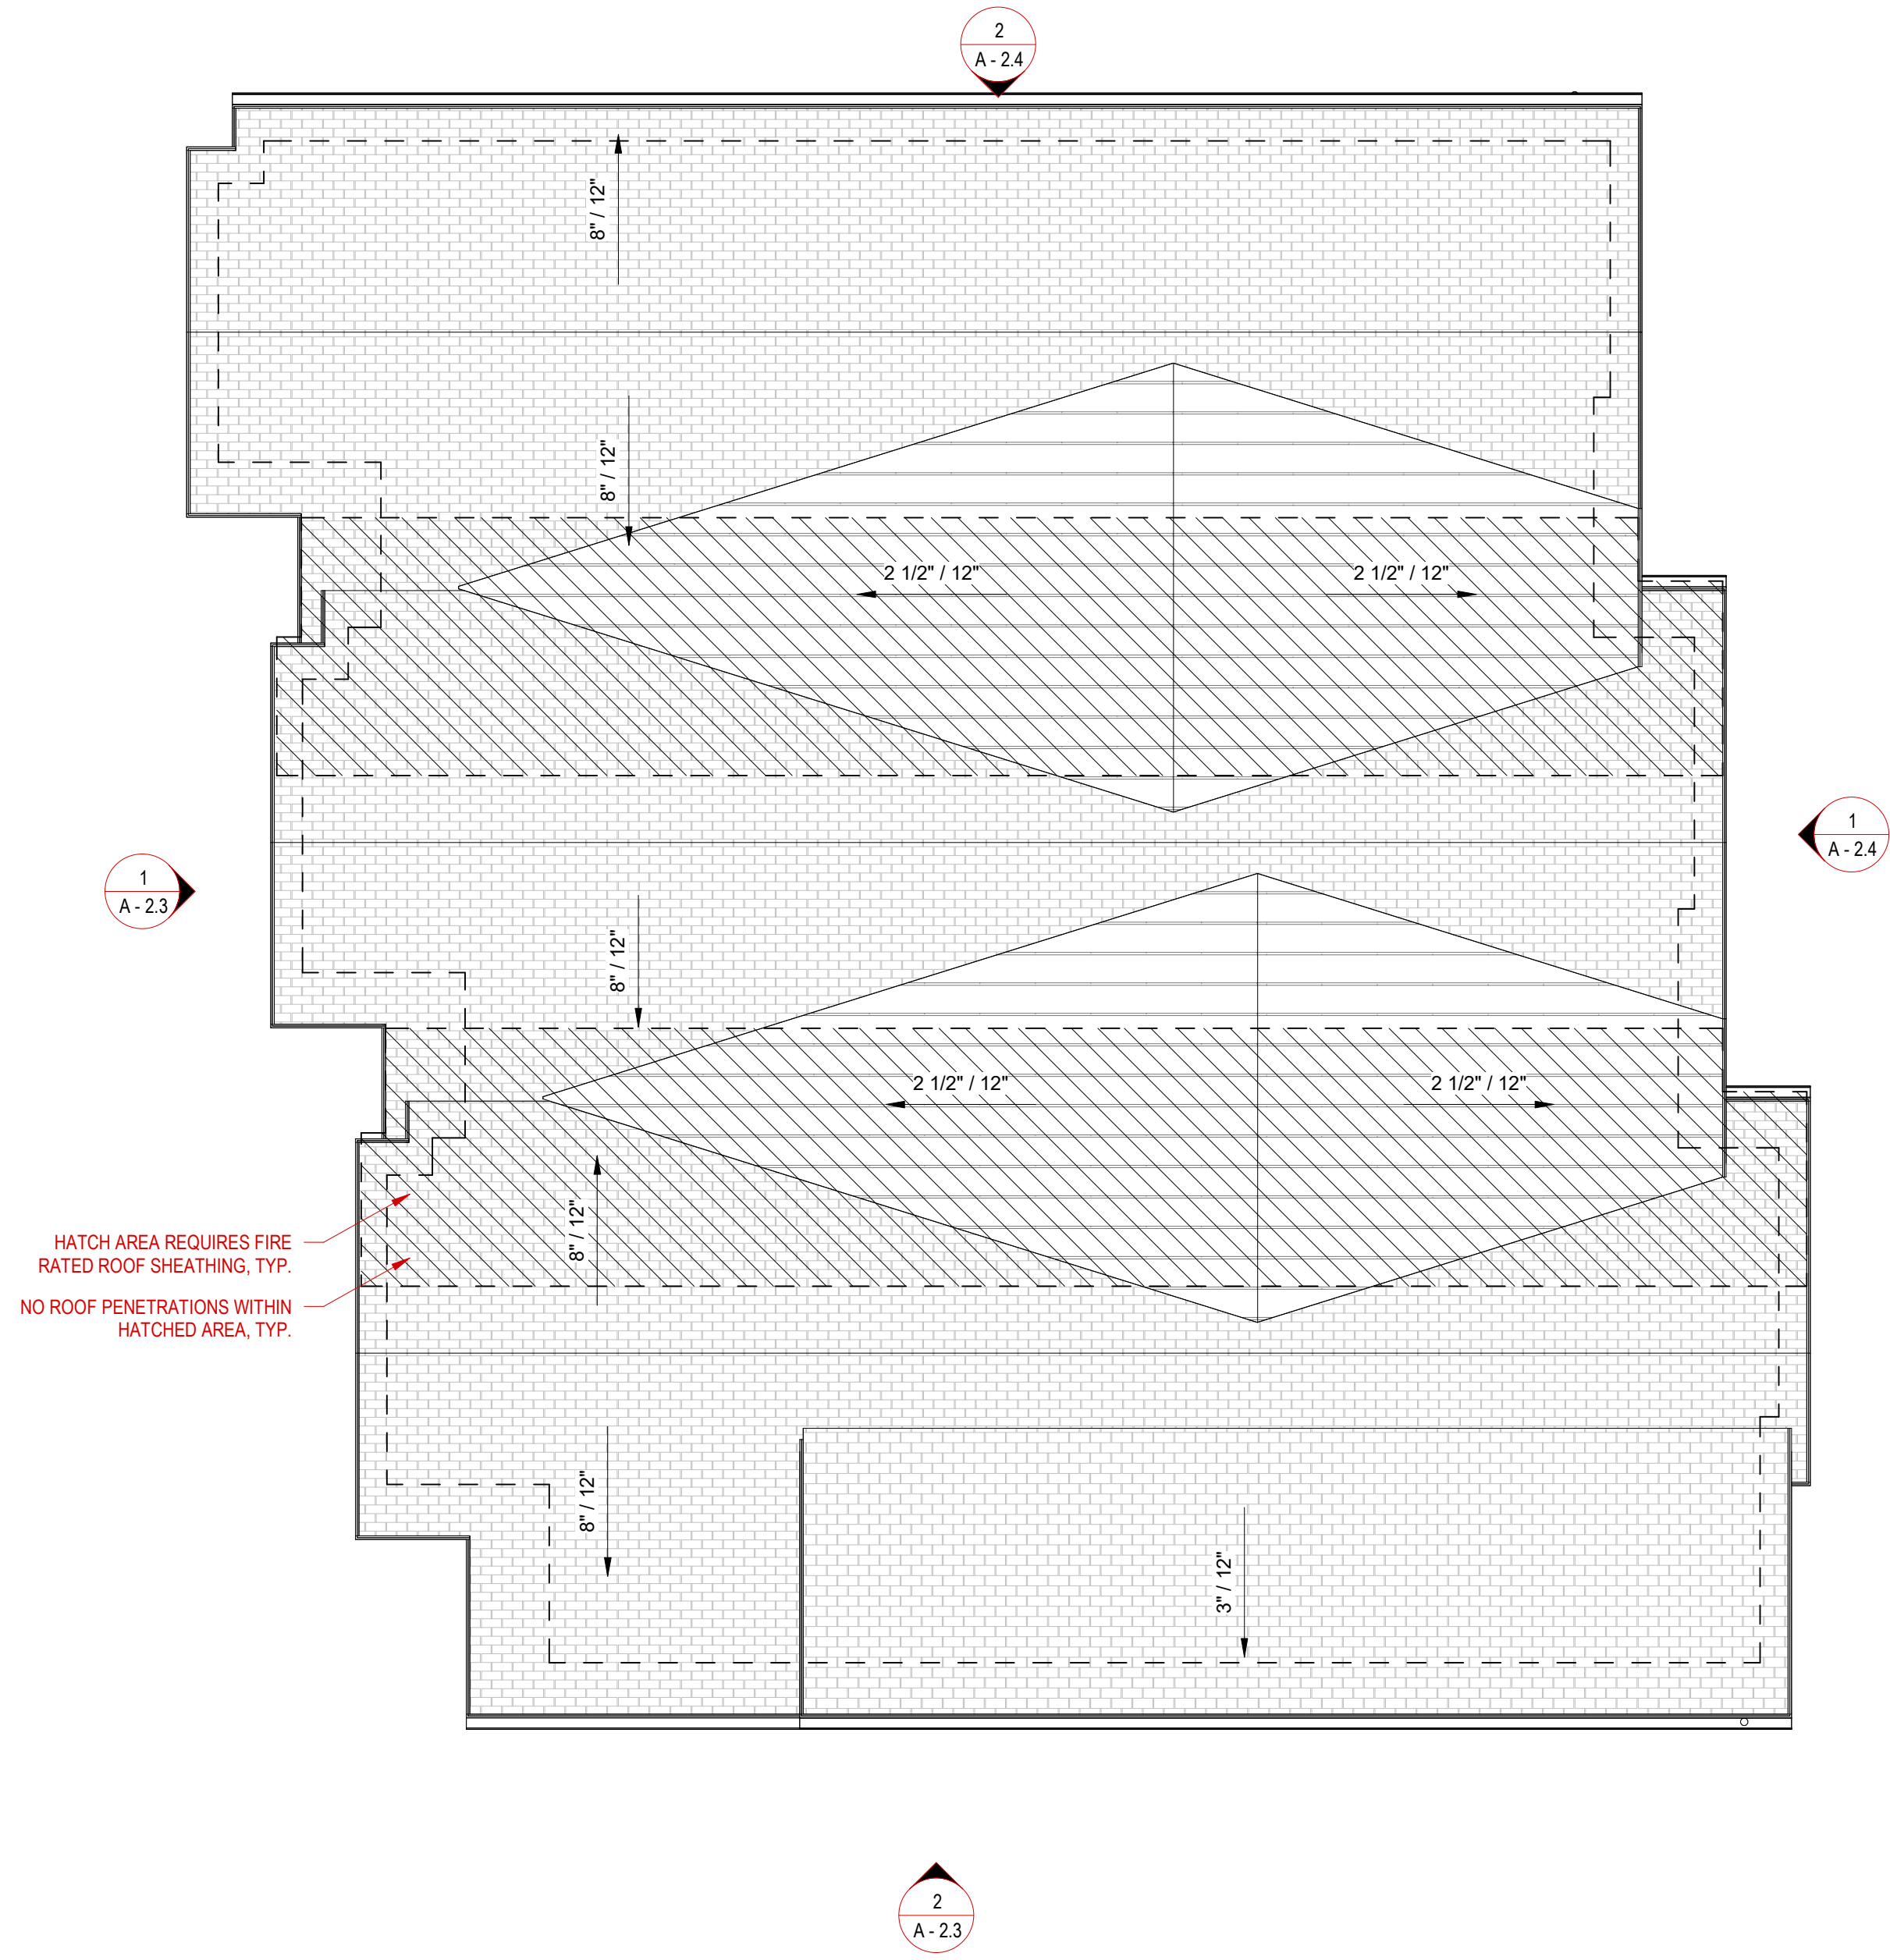 2
A - 2.4
8" / 12"
8" / 12"
2 1/2" / 12"
2 1/2" / 12"
1
A - 2.4
1
A - 2.3
8" / 12"
2 1/2" / 12"
2 1/2" / 12"
8" / 12"
HATCH AREA REQUIRES FIRE
RATED ROOF SHEATHING, TYP.
NO ROOF PENETRATIONS WITHIN
HATCHED AREA, TYP.
8" / 12"
3" / 12"
2
A - 2.3